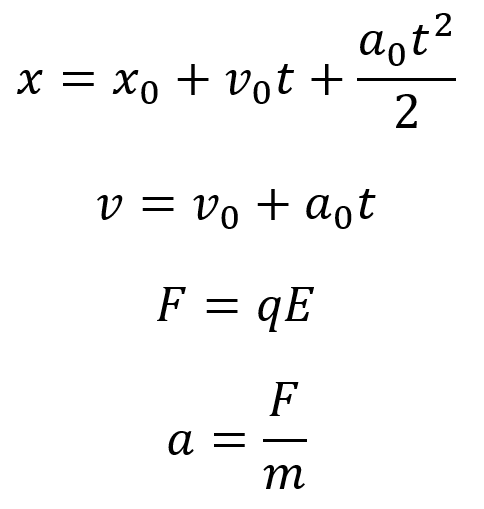 x = x₀ + v₀t + a₀t²/2
v = v₀ + a₀t
F = qE
a = F/m